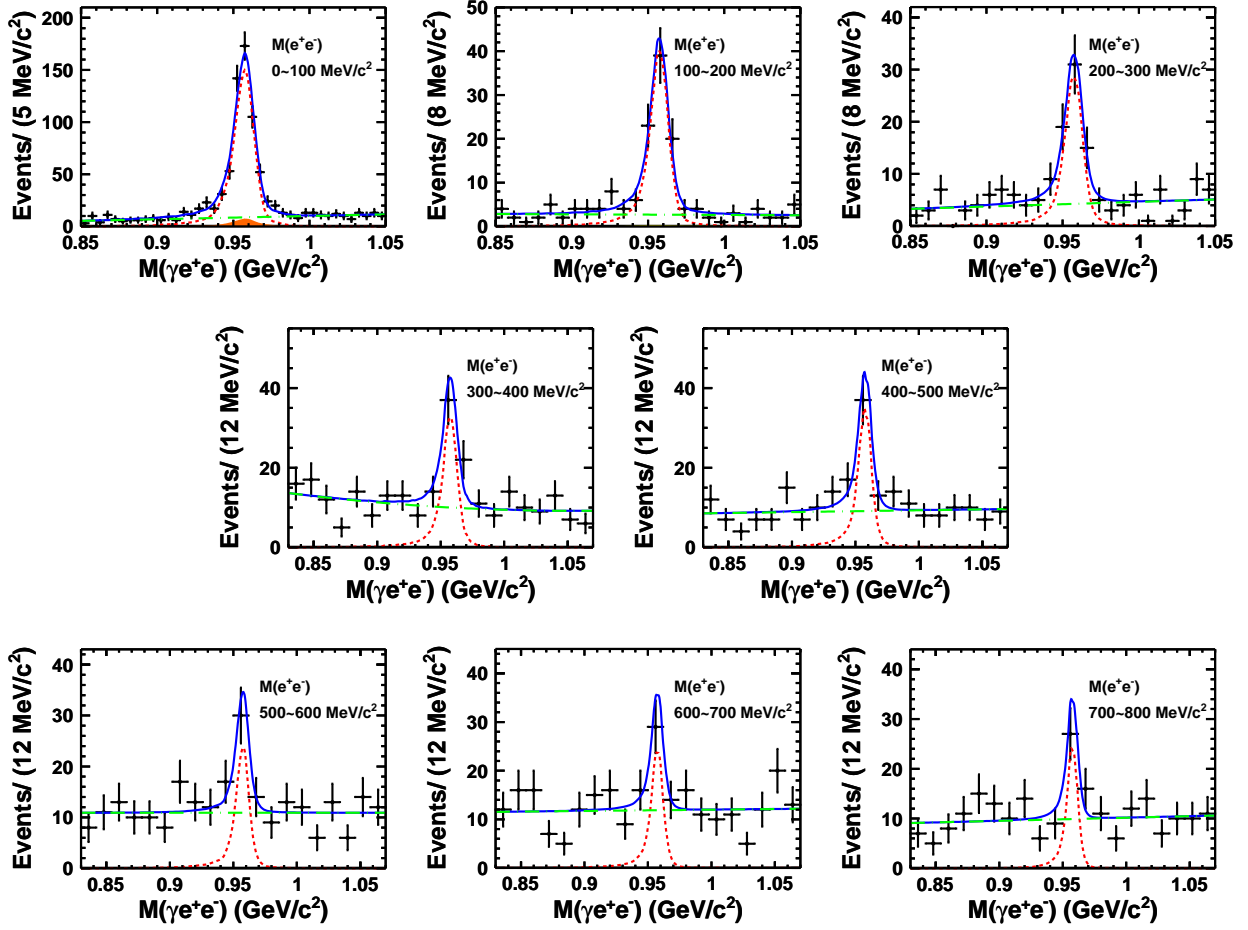 Events/ (5 MeV/c²)
200
150
100
50
0
M(e⁺e⁻)
0~100 MeV/c²
0.85 0.9 0.95 1 1.05
M(γe⁺e⁻) (GeV/c²)
Events/ (8 MeV/c²)
50
40
30
20
10
0
M(e⁺e⁻)
100~200 MeV/c²
0.85 0.9 0.95 1 1.05
M(γe⁺e⁻) (GeV/c²)
Events/ (8 MeV/c²)
40
30
20
10
0
M(e⁺e⁻)
200~300 MeV/c²
0.85 0.9 0.95 1 1.05
M(γe⁺e⁻) (GeV/c²)
Events/ (12 MeV/c²)
40
20
0
M(e⁺e⁻)
300~400 MeV/c²
0.85 0.9 0.95 1 1.05
M(γe⁺e⁻) (GeV/c²)
Events/ (12 MeV/c²)
40
20
0
M(e⁺e⁻)
400~500 MeV/c²
0.85 0.9 0.95 1 1.05
M(γe⁺e⁻) (GeV/c²)
Events/ (12 MeV/c²)
40
30
20
10
0
M(e⁺e⁻)
500~600 MeV/c²
0.85 0.9 0.95 1 1.05
M(γe⁺e⁻) (GeV/c²)
Events/ (12 MeV/c²)
40
30
20
10
0
M(e⁺e⁻)
600~700 MeV/c²
0.85 0.9 0.95 1 1.05
M(γe⁺e⁻) (GeV/c²)
Events/ (12 MeV/c²)
40
30
20
10
0
M(e⁺e⁻)
700~800 MeV/c²
0.85 0.9 0.95 1 1.05
M(γe⁺e⁻) (GeV/c²)